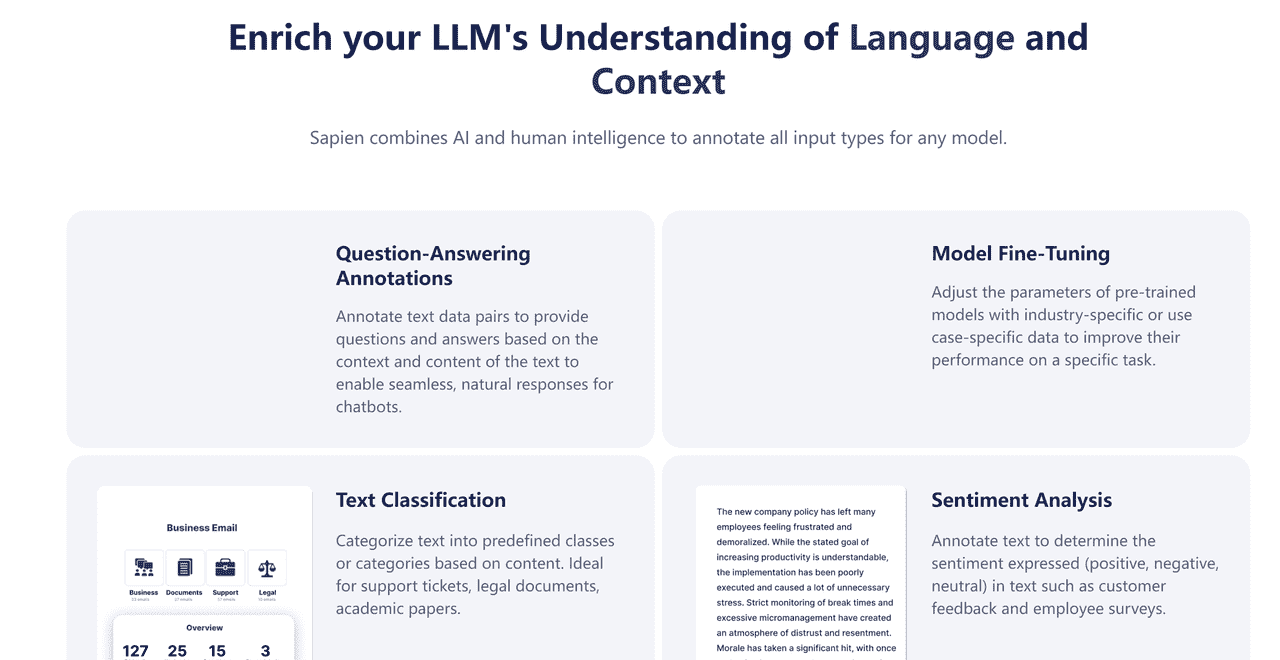 Enrich your LLM's Understanding of Language and
Context
Sapien combines AI and human intelligence to annotate all input types for any model.
Question-Answering
Annotations
Annotate text data pairs to provide
questions and answers based on the
context and content of the text to
enable seamless, natural responses for
chatbots.
Model Fine-Tuning
Adjust the parameters of pre-trained
models with industry-specific or use
case-specific data to improve their
performance on a specific task.
Business Email
Business
Documents
Support
Legal
Overview
127
25
15
3
Text Classification
Categorize text into predefined classes
or categories based on content. Ideal
for support tickets, legal documents,
academic papers.
The new company policy has left many
employees feeling frustrated and
demoralized. While the stated goal of
increasing productivity is understandable,
the implementation has been poorly
executed and caused a lot of unnecessary
stress. Strict monitoring of break times and
excessive micromanagement have created
an atmosphere of distrust and resentment.
Morale has taken a significant hit, with once
Sentiment Analysis
Annotate text to determine the
sentiment expressed (positive, negative,
neutral) in text such as customer
feedback and employee surveys.